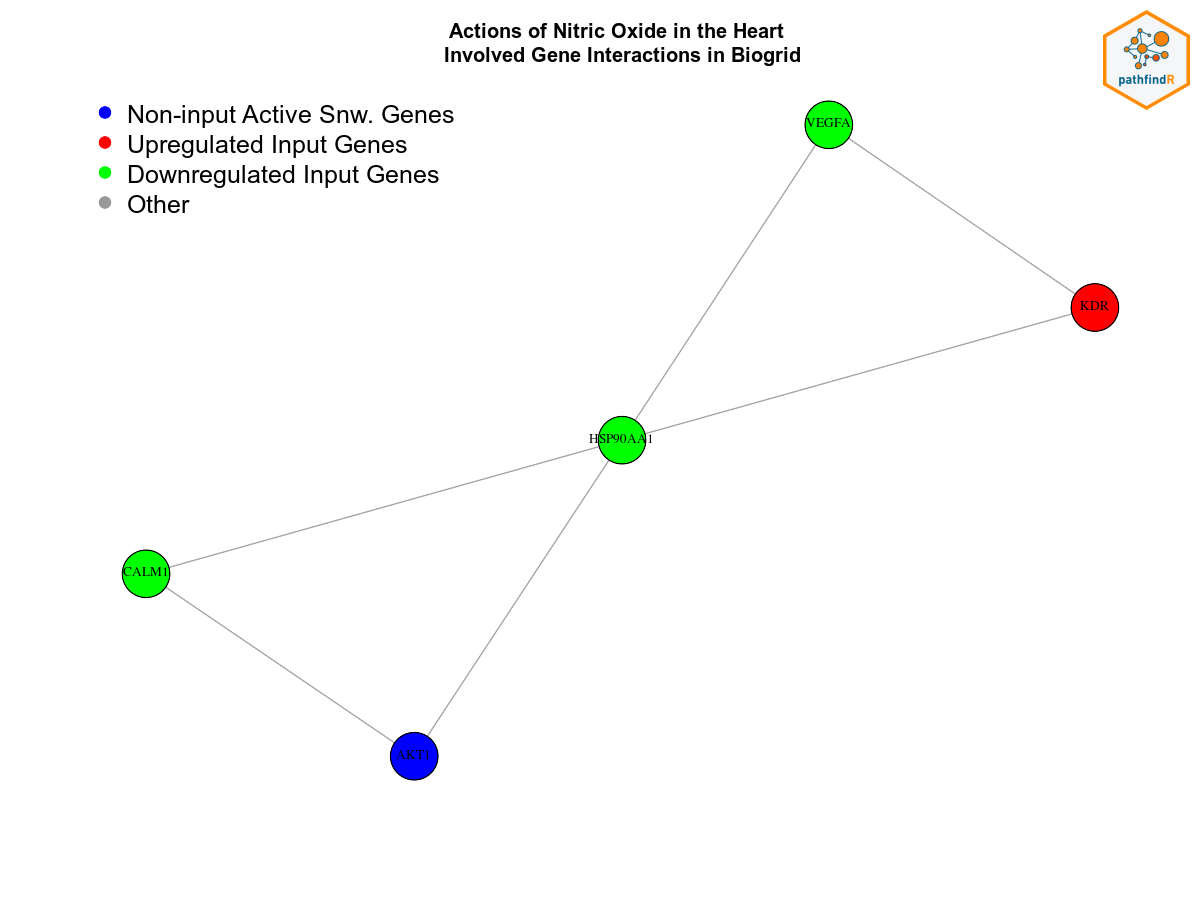 Actions of Nitric Oxide in the Heart
Involved Gene Interactions in Biogrid
pathfindR
Non-input Active Snw. Genes
Upregulated Input Genes
Downregulated Input Genes
Other
VEGFA
KDR
HSP90AA1
CALM1
AKT1